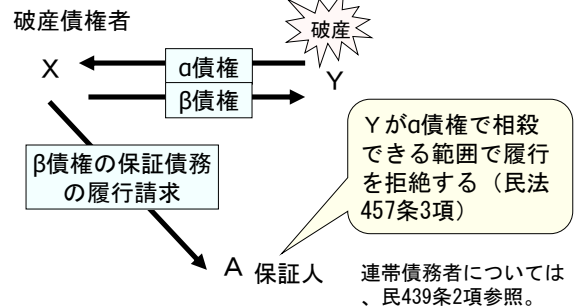 破産債権者
破産
X
α債権
Y
β債権
Yがα債権で相殺
できる範囲で履行
を拒絶する（民法
457条3項）
β債権の保証債務
の履行請求
A 保証人
連帯債務者については
、民439条2項参照。